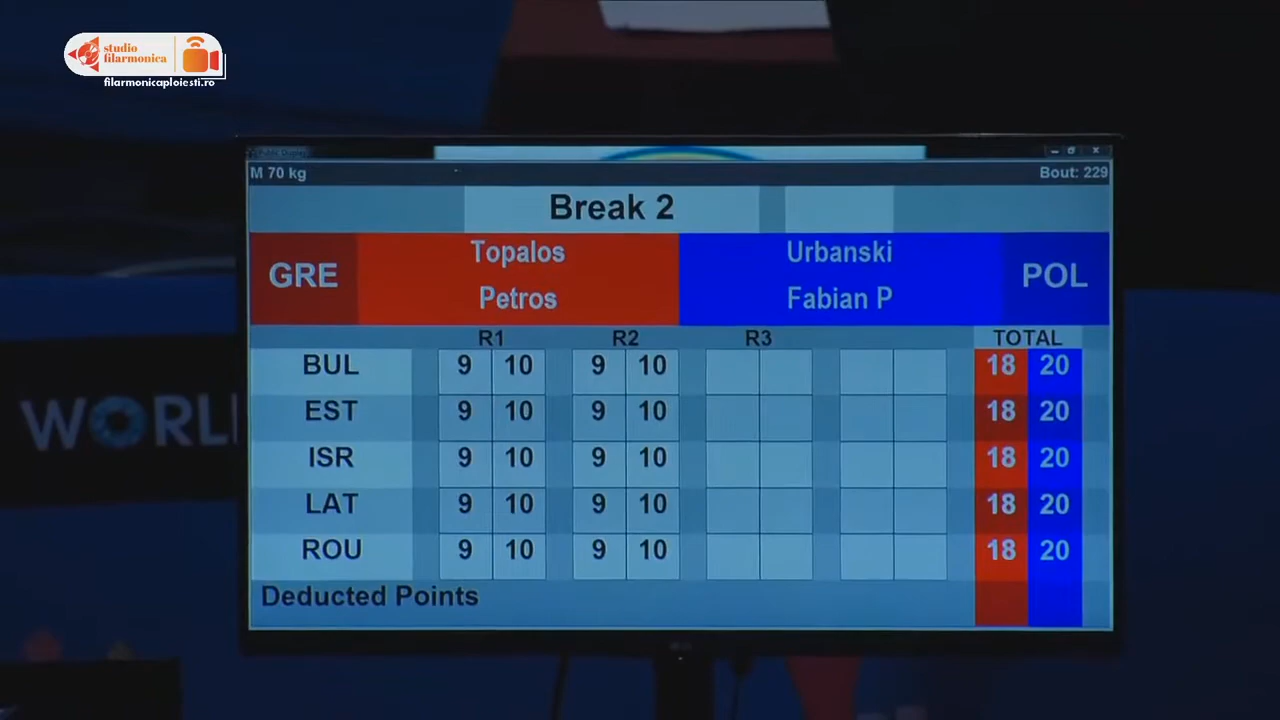 studio
filarmonica
filarmonicaploiesti.ro
M 70 kg
Bout: 229
Break 2
GRE
Topalos
Petros
Urbanski
Fabian P
POL
R1 R2 R3 TOTAL
BUL 9 10 9 10 18 20
EST 9 10 9 10 18 20
ISR 9 10 9 10 18 20
LAT 9 10 9 10 18 20
ROU 9 10 9 10 18 20
Deducted Points
WORL